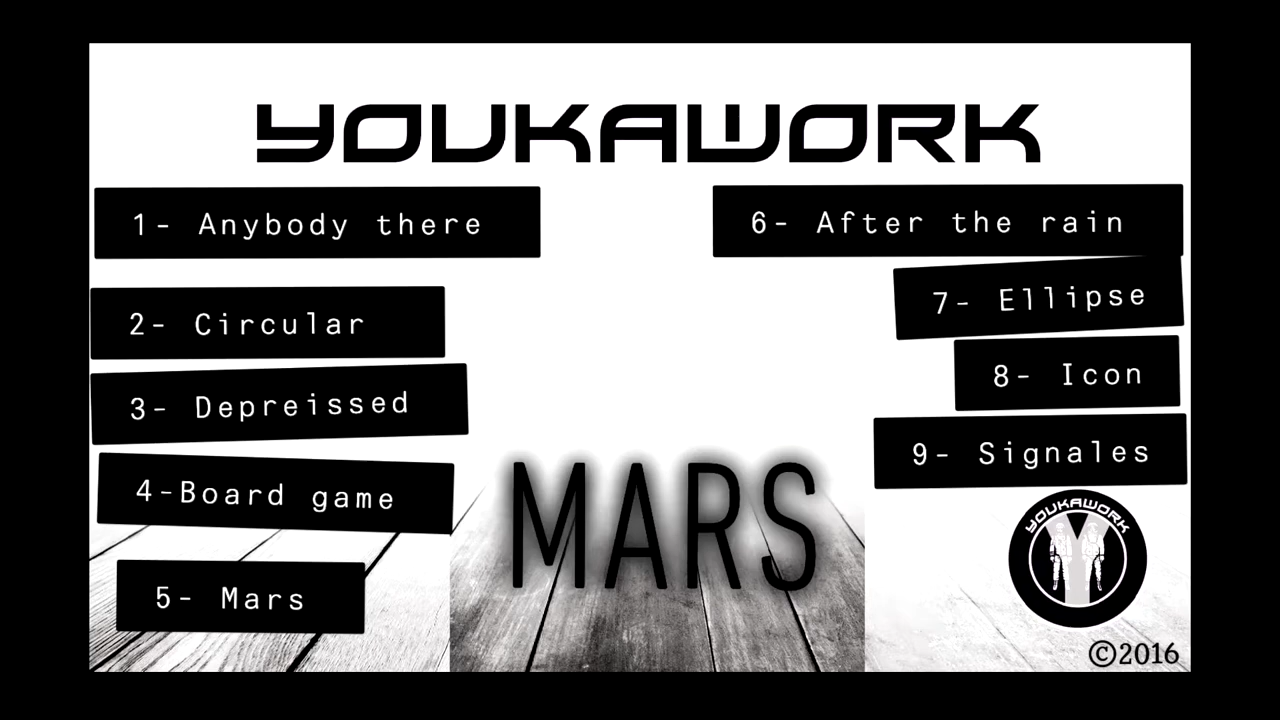 YOUKAWORK
1- Anybody there
2- Circular
3- Depreissed
4-Board game
5- Mars
6- After the rain
7- Ellipse
8- Icon
9- Signales
MARS
YOUKAWORK
©2016